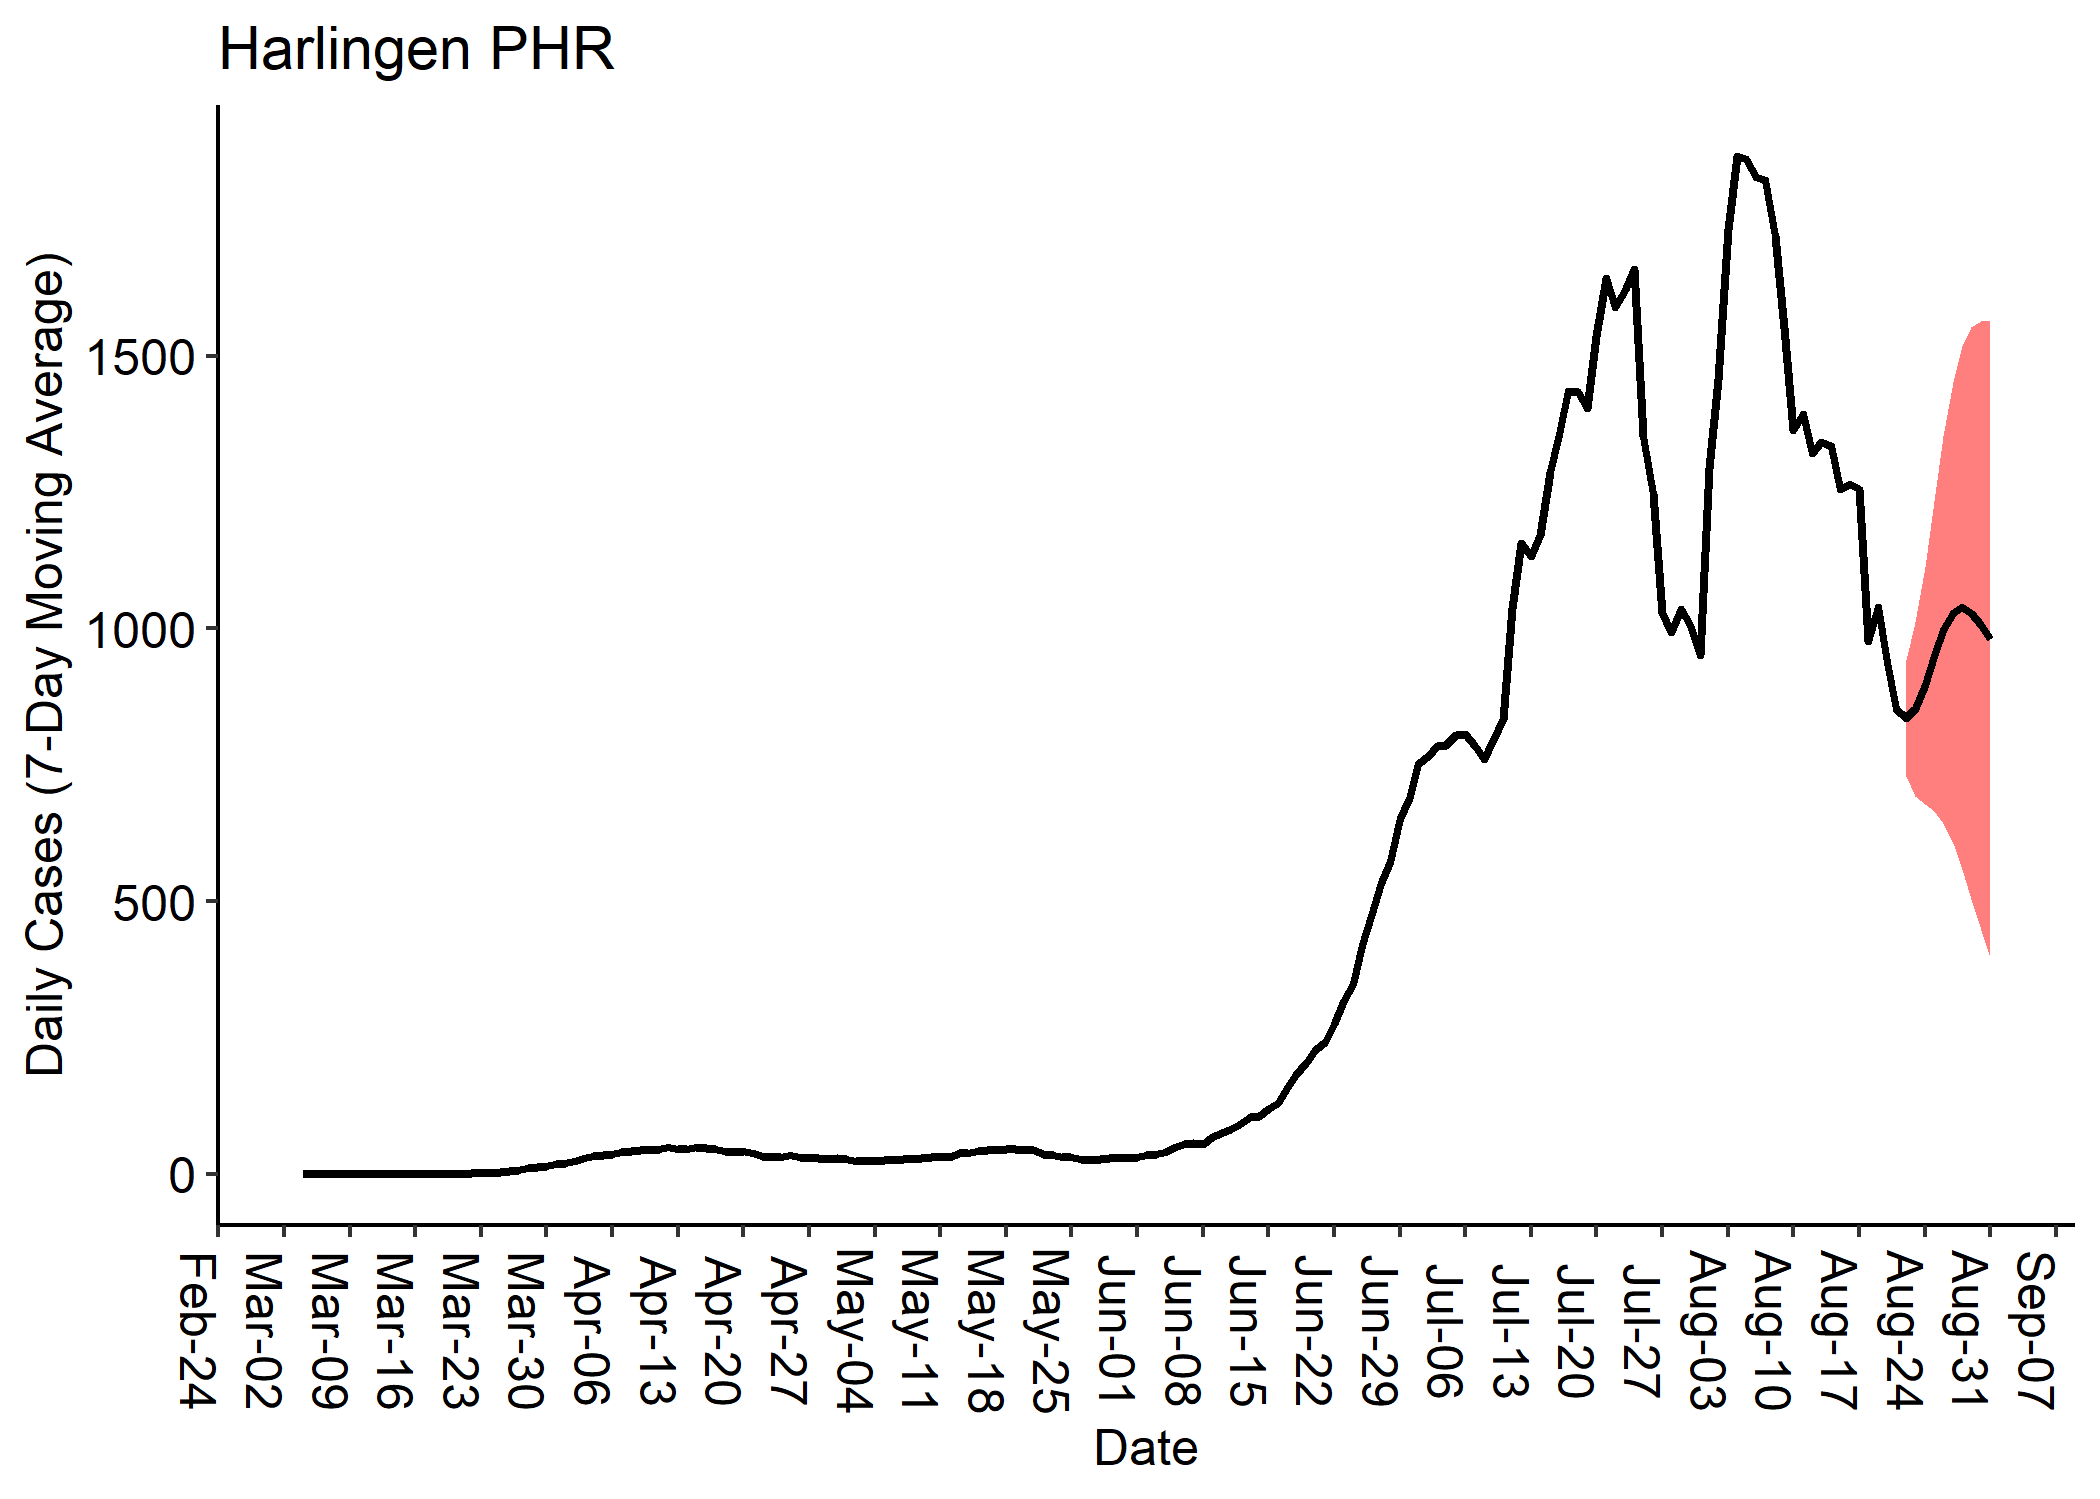 Harlingen PHR
Daily Cases (7-Day Moving Average)
1500
1000
500
0
Feb-24
Mar-02
Mar-09
Mar-16
Mar-23
Mar-30
Apr-06
Apr-13
Apr-20
Apr-27
May-04
May-11
May-18
May-25
Jun-01
Jun-08
Jun-15
Jun-22
Jun-29
Jul-06
Jul-13
Jul-20
Jul-27
Aug-03
Aug-10
Aug-17
Aug-24
Aug-31
Sep-07
Date